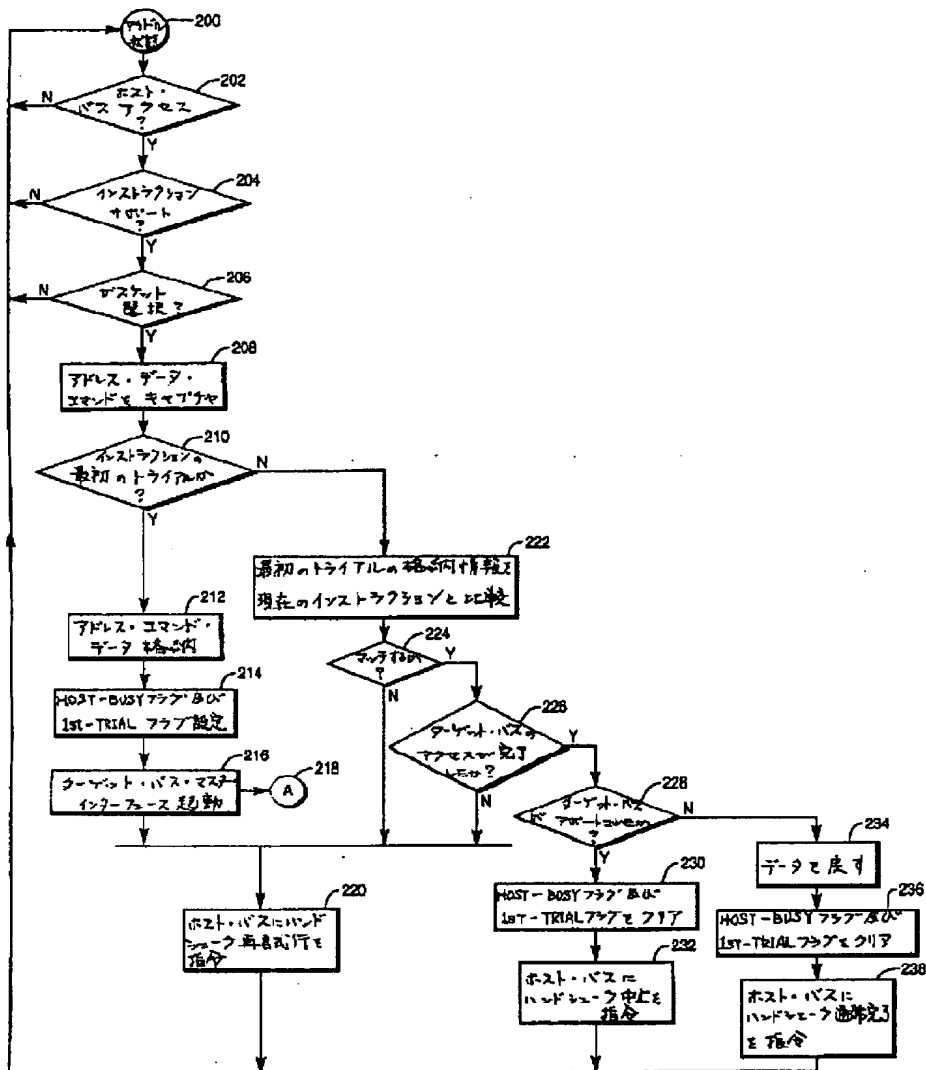 アイドル
状態
200
ホスト・
バス アクセス
?
202
N
Y
インストラクション
サポート
?
204
N
Y
ガスケット
選択?
206
N
Y
208
アドレス・データ・
コマンドを キャプチャ
210
インストラクションの
最初のトライアルか
?
N
Y
222
最初のトライアルの格納情報を
現在のインストラクションと比較
212
アドレス・コマンド・
データ 格納
224
マッチするか
?
Y
N
214
HOST-BUSYフラグ及び
1st-TRIAL フラグ設定
226
ターゲット・バスの
アクセスが完了
したか?
Y
N
216
ターゲット・バス・マスター
インターフェース起動
218
A
228
ターゲット・バス
が アボートされたか
?
N
Y
234
データを戻す
220
ホスト・バスにハンド
シェーク再試行を
指令
230
HOST-BUSYフラグ及び
1ST-TRIALフラグをクリア
236
HOST-BUSYフラグ及び
1ST-TRIALフラグをクリア
232
ホスト・バスに
ハンドシェーク中止を
指令
238
ホスト・バスに
ハンドシェーク通常完了
を指令